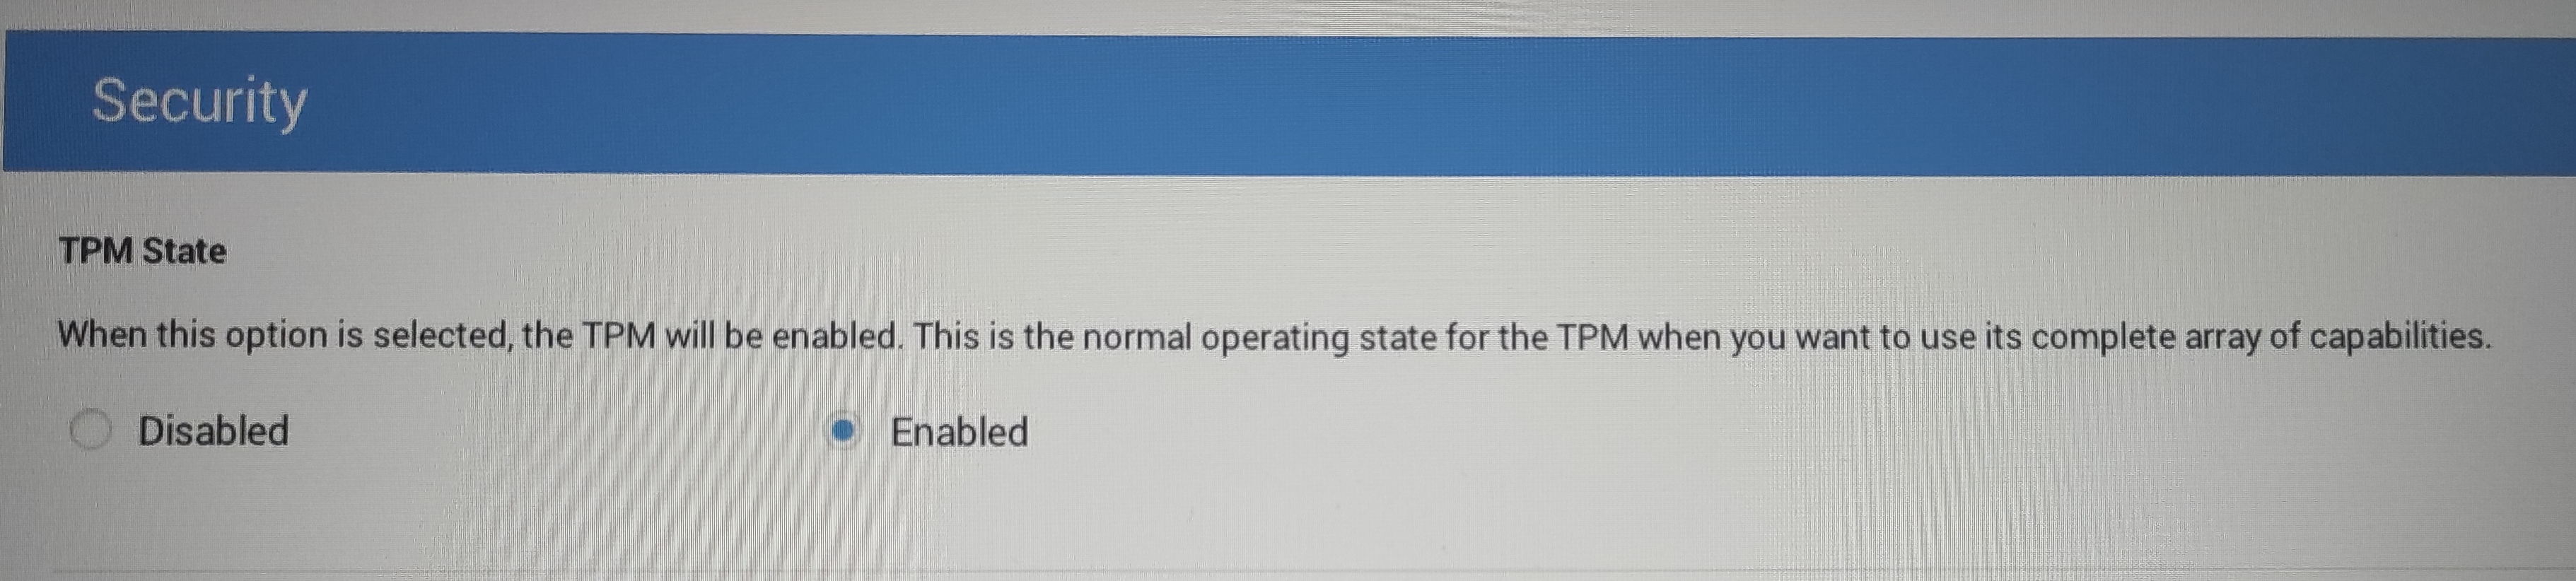 Security
TPM State
When this option is selected, the TPM will be enabled. This is the normal operating state for the TPM when you want to use its complete array of capabilities.
Disabled
Enabled